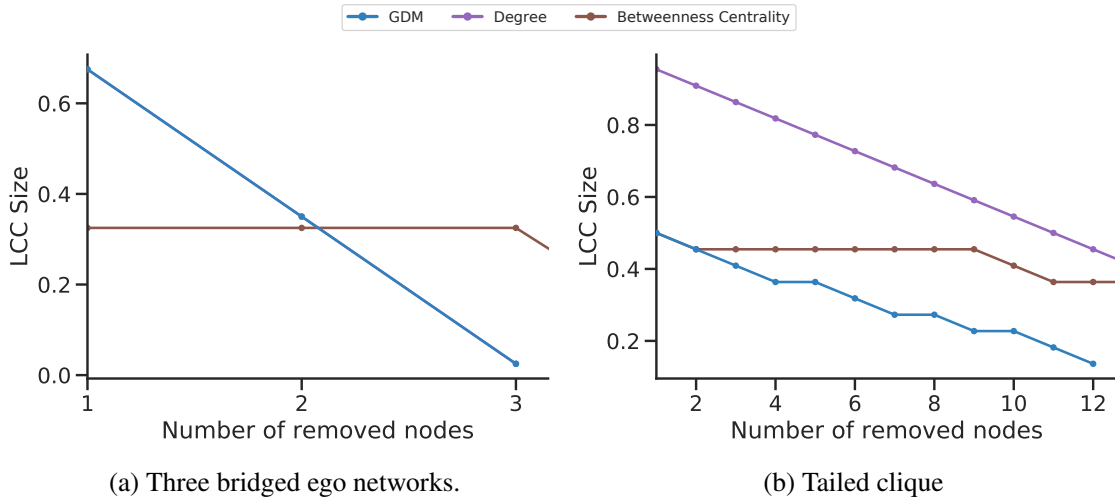 GDM Degree Betweenness Centrality
LCC Size
0.6
0.4
0.2
0.0
1 2 3
Number of removed nodes
(a) Three bridged ego networks.
LCC Size
0.8
0.6
0.4
0.2
2 4 6 8 10 12
Number of removed nodes
(b) Tailed clique